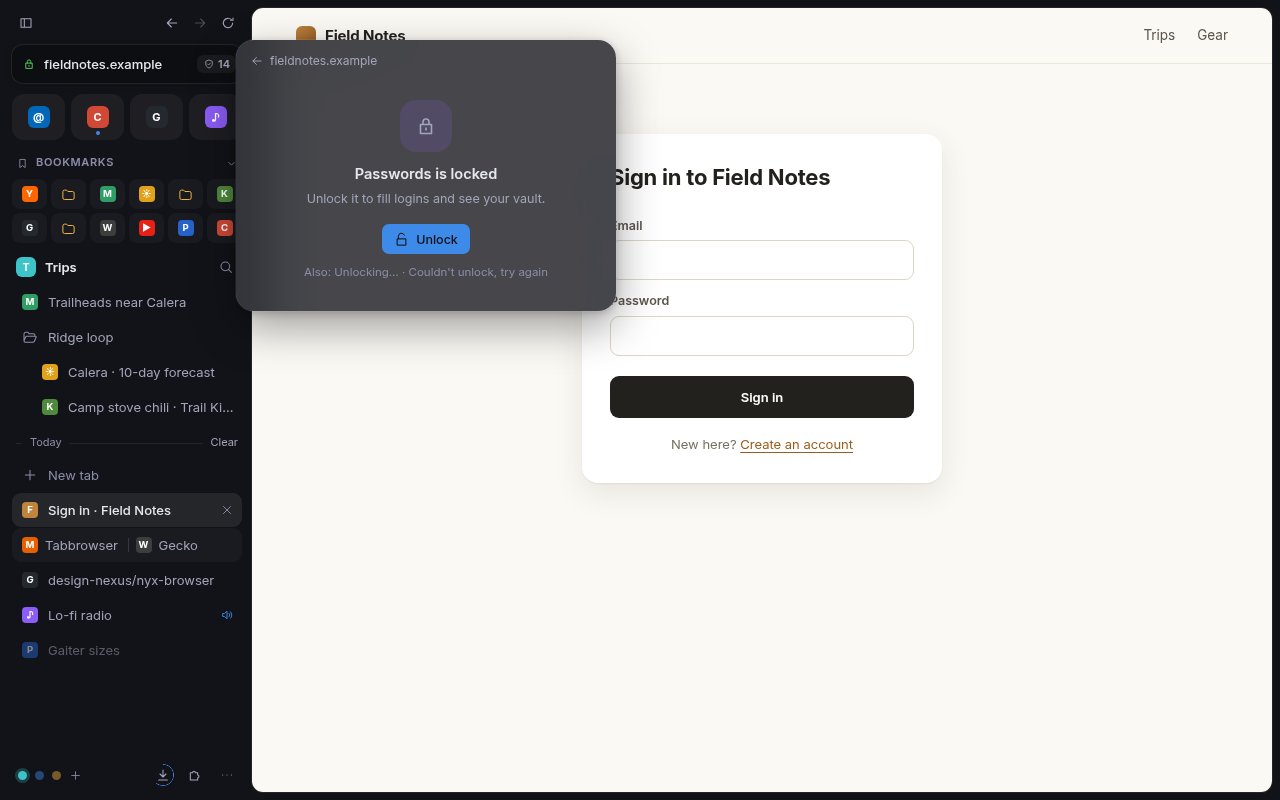 fieldnotes.example
14
@
C
G
BOOKMARKS
Y
M
K
G
W
P
C
T
Trips
M
Trailheads near Calera
Ridge loop
Calera · 10-day forecast
K
Camp stove chili · Trail Ki...
Today
Clear
New tab
F
Sign in · Field Notes
M
Tabbrowser
W
Gecko
G
design-nexus/nyx-browser
Lo-fi radio
P
Gaiter sizes
fieldnotes.example
Passwords is locked
Unlock it to fill logins and see your vault.
Unlock
Also: Unlocking... · Couldn't unlock, try again
Field Notes
Trips
Gear
Sign in to Field Notes
Email
Password
Sign in
New here? Create an account